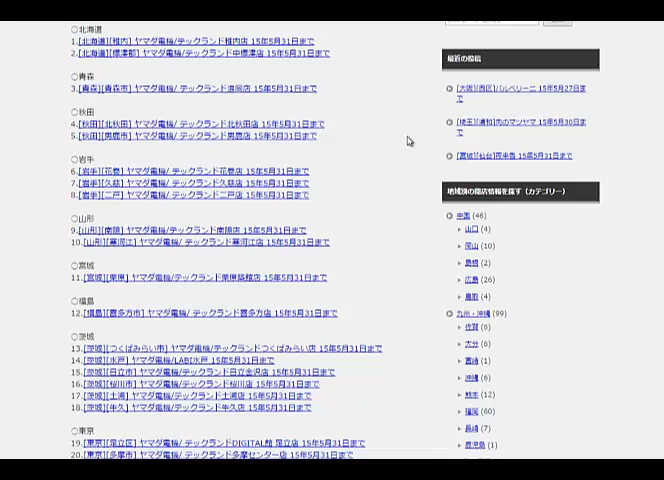 ○北海道
1.[北海道][稚内] ヤマダ電機/テックランド稚内店 15年5月31日まで
2.[北海道][標津郡] ヤマダ電機/テックランド中標津店 15年5月31日まで
○青森
3.[青森][青森市] ヤマダ電機/ テックランド浪岡店 15年5月31日まで
○秋田
4.[秋田][北秋田] ヤマダ電機/ テックランド北秋田店 15年5月31日まで
5.[秋田][男鹿市] ヤマダ電機/ テックランド男鹿店 15年5月31日まで
○岩手
6.[岩手][花巻] ヤマダ電機/ テックランド花巻店 15年5月31日まで
7.[岩手][久慈] ヤマダ電機/ テックランド久慈店 15年5月31日まで
8.[岩手][二戸] ヤマダ電機/ テックランド二戸店 15年5月31日まで
○山形
9.[山形][南陽] ヤマダ電機/テックランド南陽店 15年5月31日まで
10.[山形][寒河江] ヤマダ電機/テックランド寒河江店 15年5月31日まで
○宮城
11.[宮城][栗原] ヤマダ電機/テックランド栗原築館店 15年5月31日まで
○福島
12.[福島][喜多方市] ヤマダ電機/ テックランド喜多方店 15年5月31日まで
○茨城
13.[茨城][つくばみらい市] ヤマダ電機/テックランドつくばみらい店 15年5月31日まで
14.[茨城][水戸] ヤマダ電機/LABI水戸 15年5月31日まで
15.[茨城][日立市] ヤマダ電機/テックランド日立金沢店 15年5月31日まで
16.[茨城][桜川市] ヤマダ電機/テックランド桜川店 15年5月31日まで
17.[茨城][土浦] ヤマダ電機/テックランド土浦店 15年5月31日まで
18.[茨城][牛久] ヤマダ電機/テックランド牛久店 15年5月31日まで
○東京
19.[東京][足立区] ヤマダ電機/ テックランドDIGITAL館 足立店 15年5月31日まで
20.[東京][多摩市] ヤマダ電機/ テックランド多摩センター店 15年5月31日まで
最近の投稿
[大阪][西区]バルベリーニ 15年5月27日ま
で
[埼玉][浦和]肉のマツヤマ 15年5月30日ま
で
[宮城][仙台]夜来香 15年5月31日まで
地域別の閉店情報を探す（カテゴリー）
中国 (46)
山口 (4)
岡山 (10)
島根 (2)
広島 (26)
鳥取 (4)
九州・沖縄 (99)
佐賀 (6)
大分 (6)
宮崎 (1)
沖縄 (6)
熊本 (12)
福岡 (60)
長崎 (7)
鹿児島 (1)